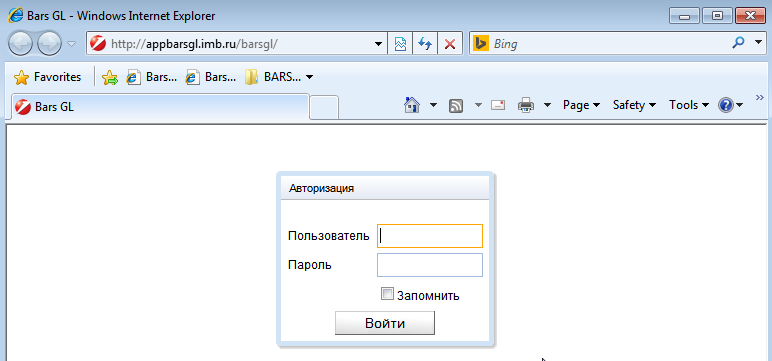 Bars GL - Windows Internet Explorer
http://appbarsgl.imb.ru/barsgl/
Bing
Favorites Bars... Bars... BARS...
Bars GL
Page Safety Tools
Авторизация
Пользователь
Пароль
Запомнить
Войти